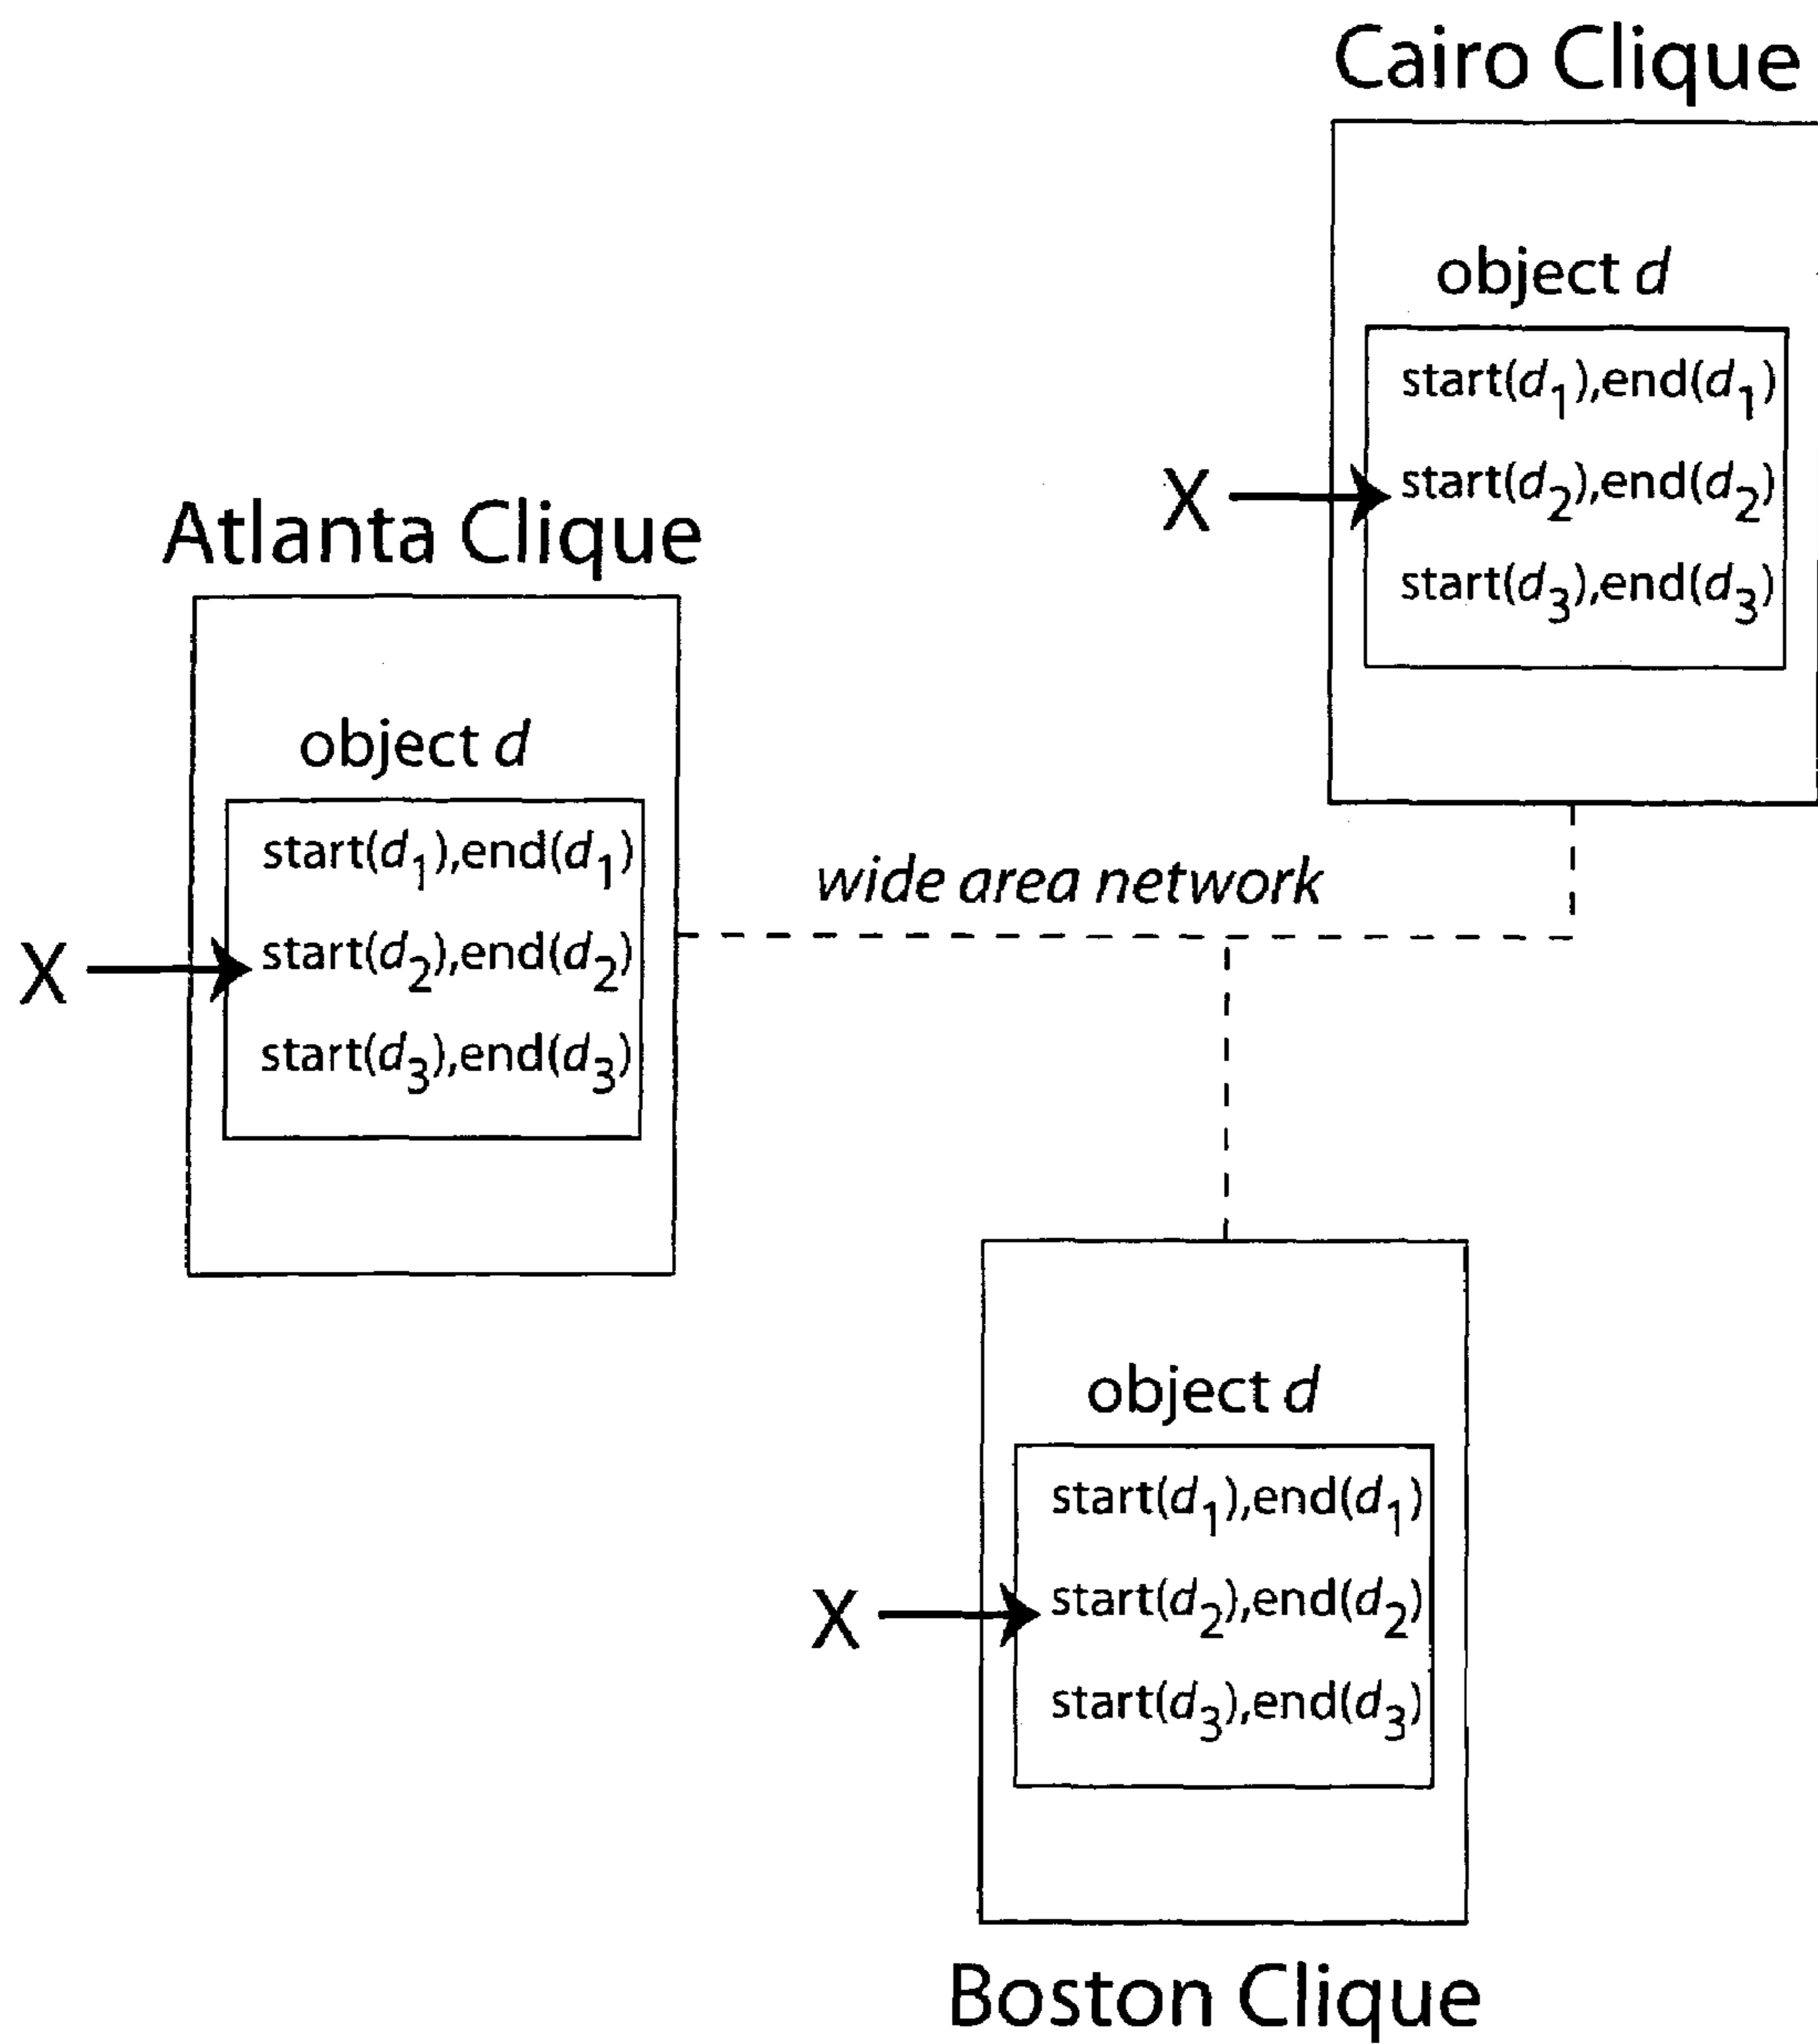 Cairo Clique
object d
start(d1),end(d1)
X
start(d2),end(d2)
start(d3),end(d3)
Atlanta Clique
object d
start(d1),end(d1)
X
start(d2),end(d2)
start(d3),end(d3)
wide area network
object d
start(d1),end(d1)
X
start(d2),end(d2)
start(d3),end(d3)
Boston Clique